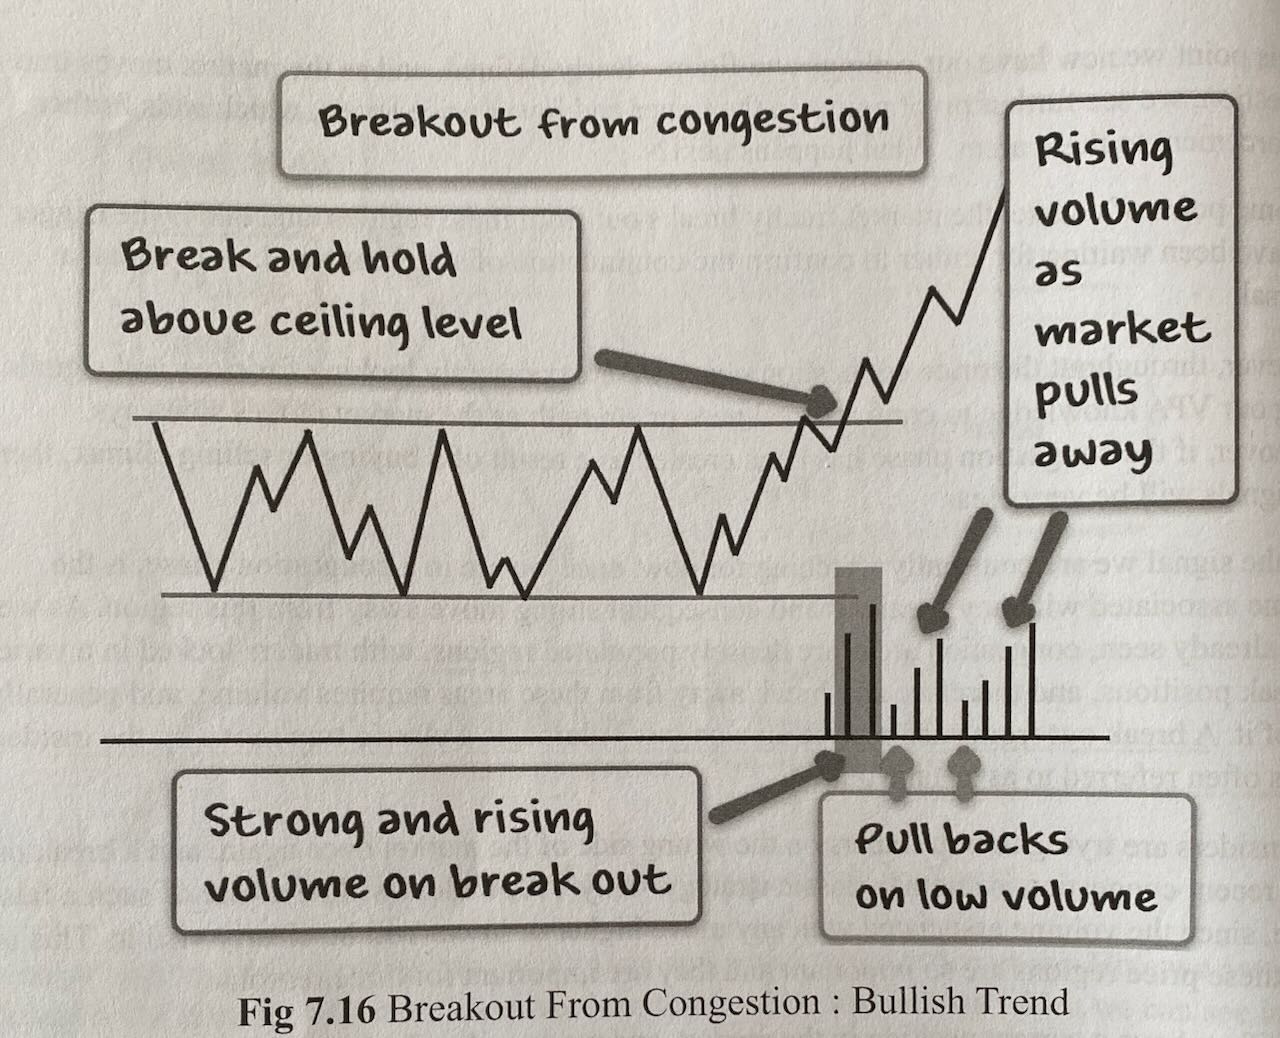 Breakout from congestion
Break and hold
above ceiling level
Rising
volume
as
market
pulls
away
Strong and rising
volume on break out
Pull backs
on low volume
Fig 7.16 Breakout From Congestion : Bullish Trend